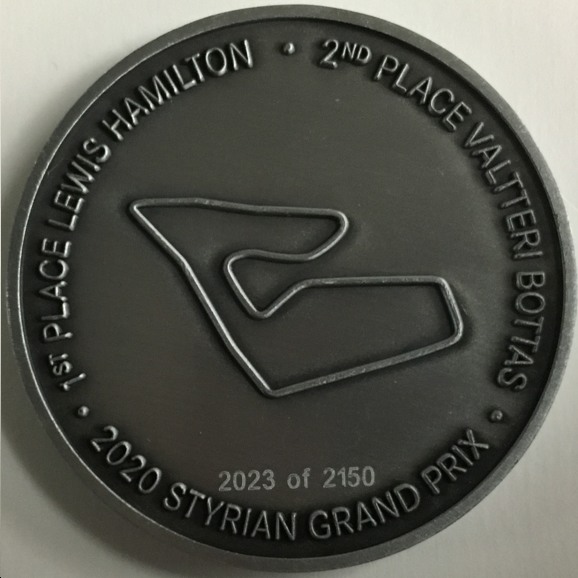 1ST PLACE LEWIS HAMILTON
2ND PLACE VALTTERI BOTTAS
2023 of 2150
2020 STYRIAN GRAND PRIX